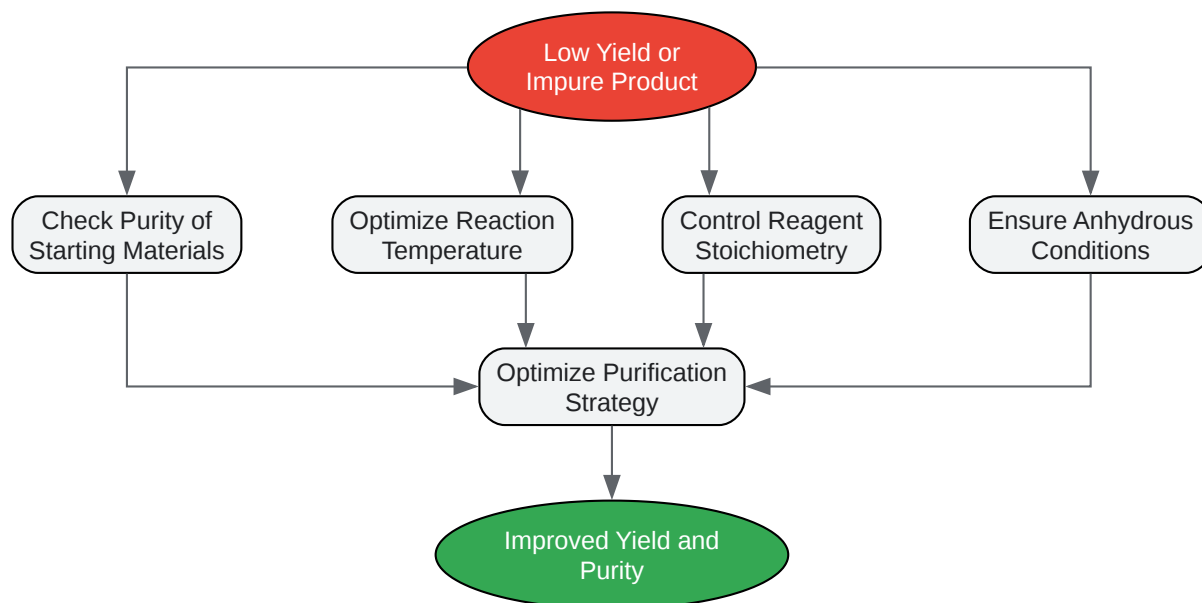 Low Yield or
Impure Product
Check Purity of
Starting Materials
Optimize Reaction
Temperature
Control Reagent
Stoichiometry
Ensure Anhydrous
Conditions
Optimize Purification
Strategy
Improved Yield and
Purity